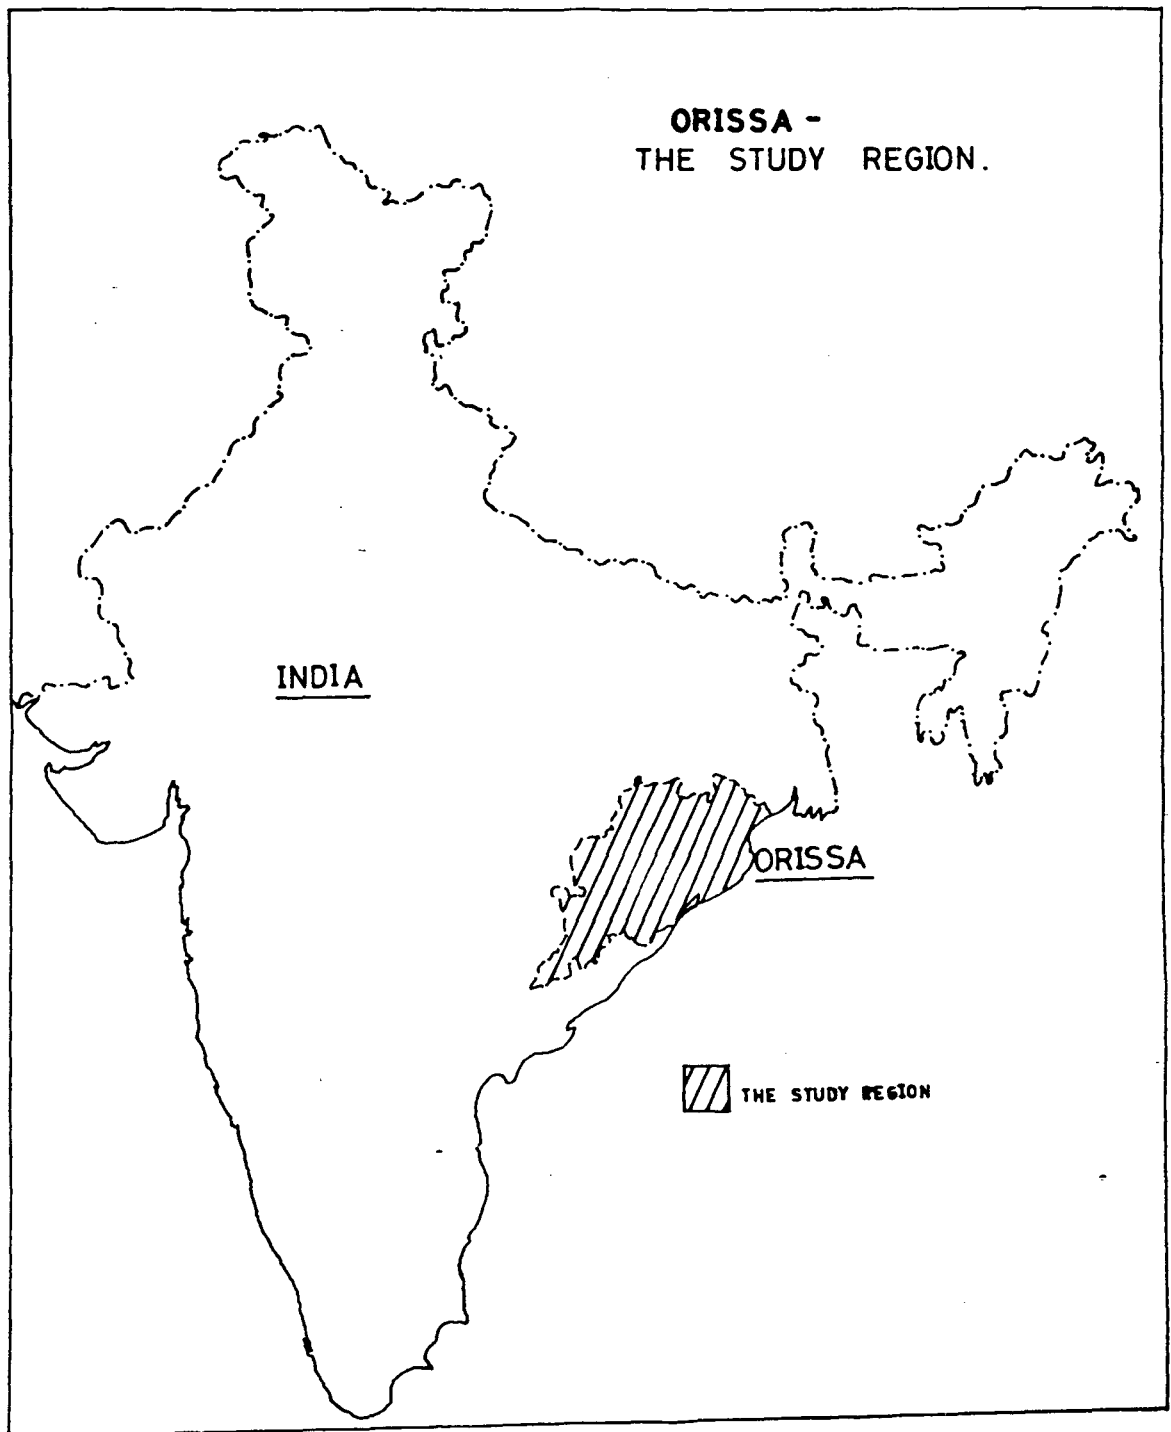 ORISSA -
THE STUDY REGION.
INDIA
ORISSA
THE STUDY REGION